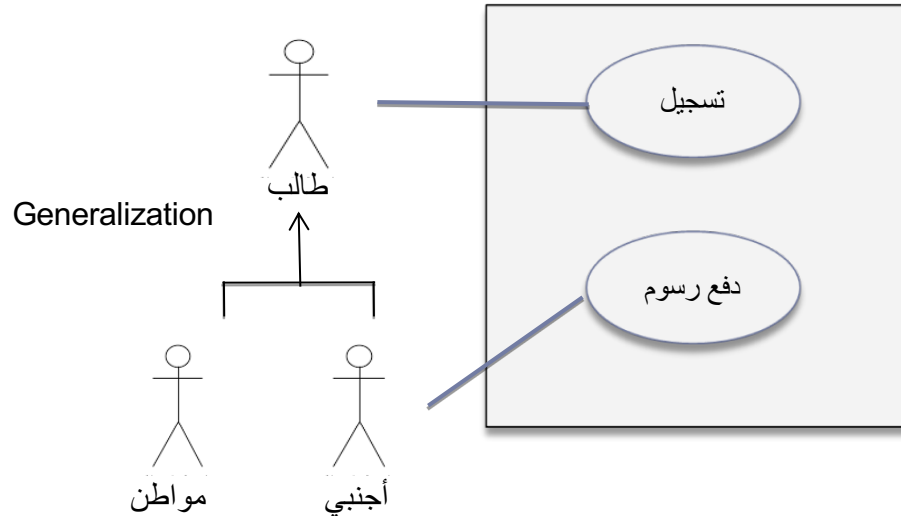 تسجيل
طالب
Generalization
دفع رسوم
مواطن
أجنبي